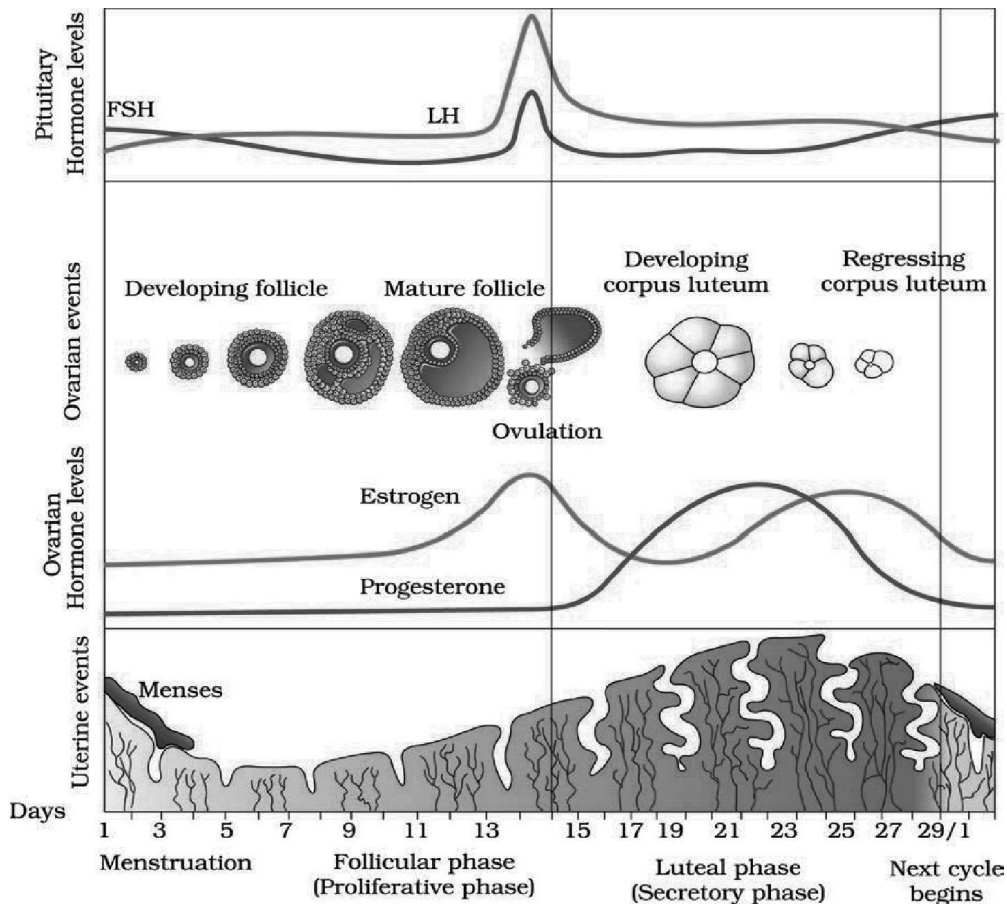 Pituitary
Hormone levels
FSH
LH
Ovarian events
Developing follicle
Mature follicle
Developing
corpus luteum
Regressing
corpus luteum
Ovulation
Ovarian
Hormone levels
Estrogen
Progesterone
Uterine events
Menses
Days
1 3 5 7 9 11 13 15 17 19 21 23 25 27 29/1
Menstruation
Follicular phase
(Proliferative phase)
Luteal phase
(Secretory phase)
Next cycle
begins